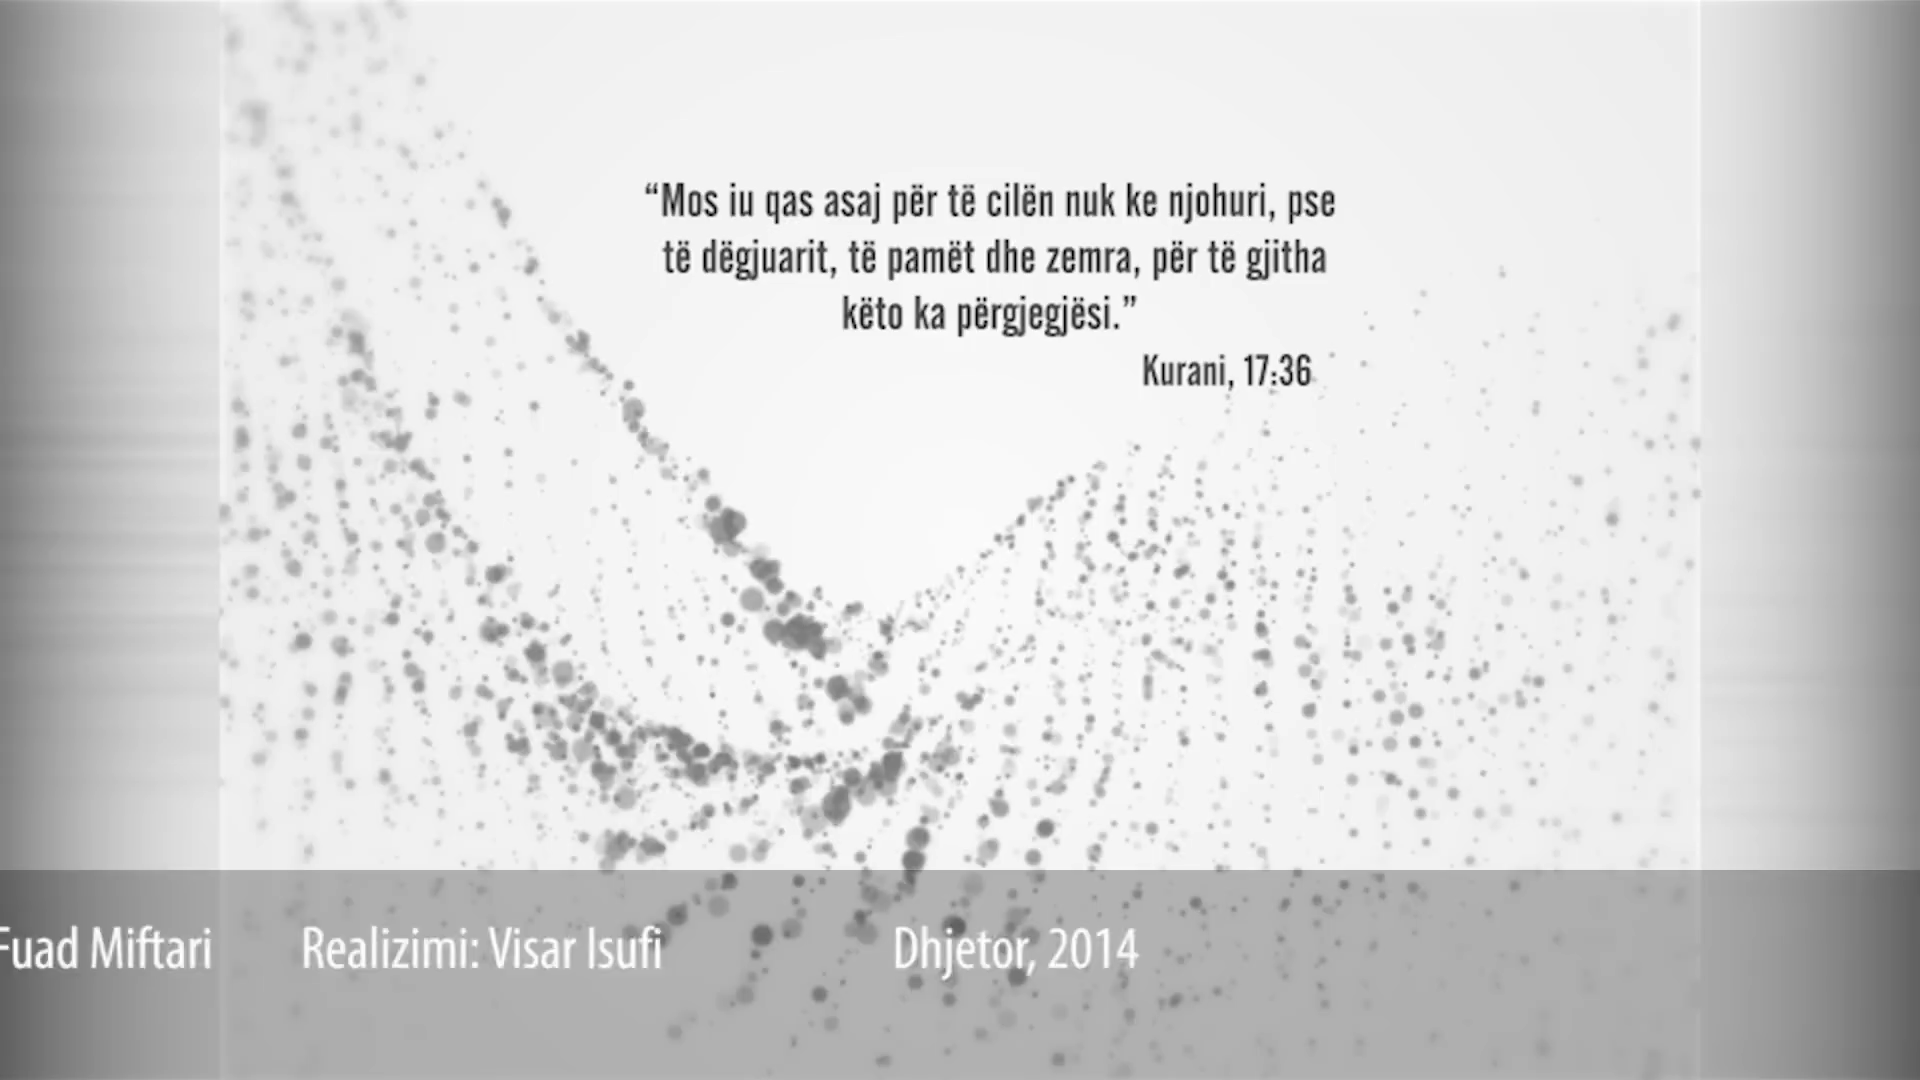 “Mos iu qas asaj për të cilën nuk ke njohuri, pse
të dëgjuarit, të pamët dhe zemra, për të gjitha
këto ka përgjegjësi.”
Kurani, 17:36
Fuad Miftari Realizimi: Visar Isufi Dhjetor, 2014